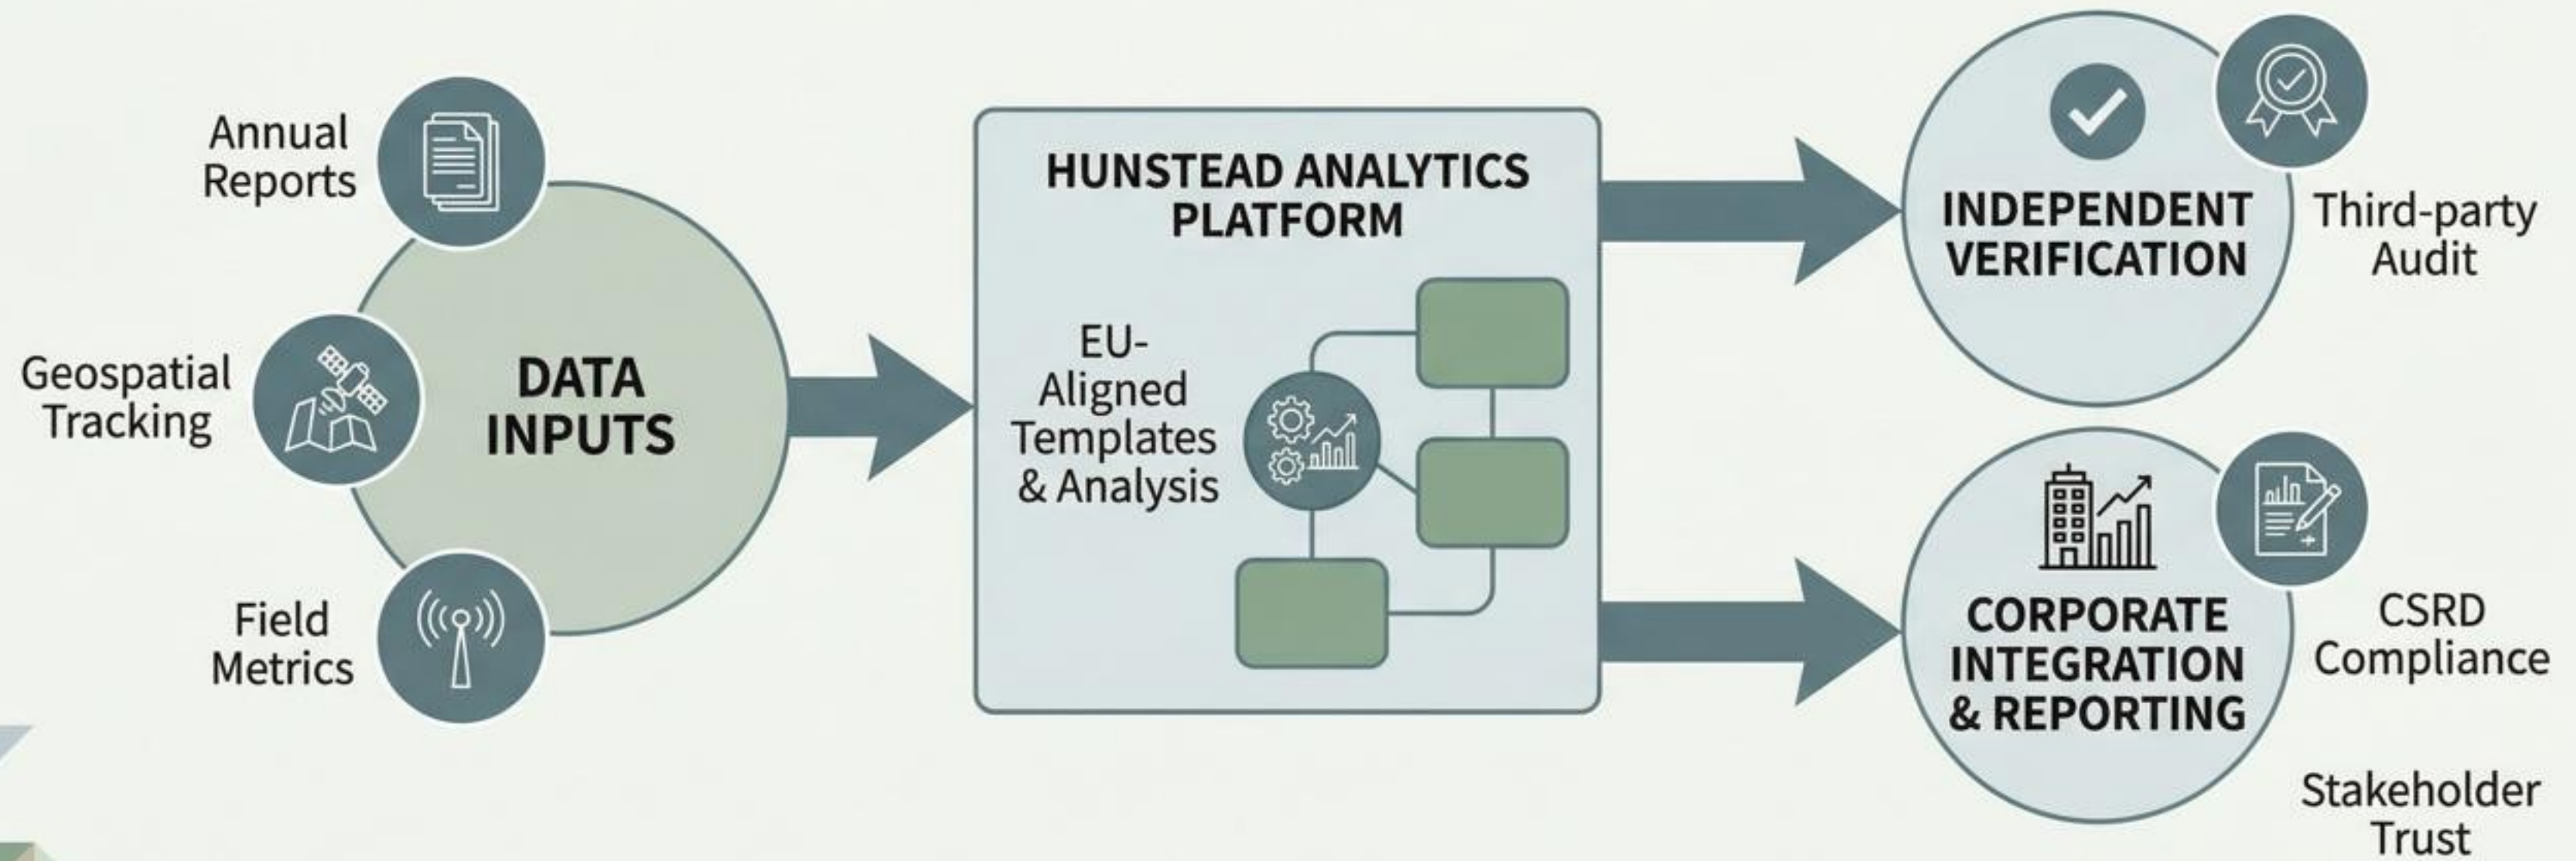 Annual
Reports
Geospatial
Tracking
Field
Metrics
DATA
INPUTS
HUNSTEAD ANALYTICS
PLATFORM
EU-
Aligned
Templates
& Analysis
INDEPENDENT
VERIFICATION
Third-party
Audit
CORPORATE
INTEGRATION
& REPORTING
CSRD
Compliance
Stakeholder
Trust